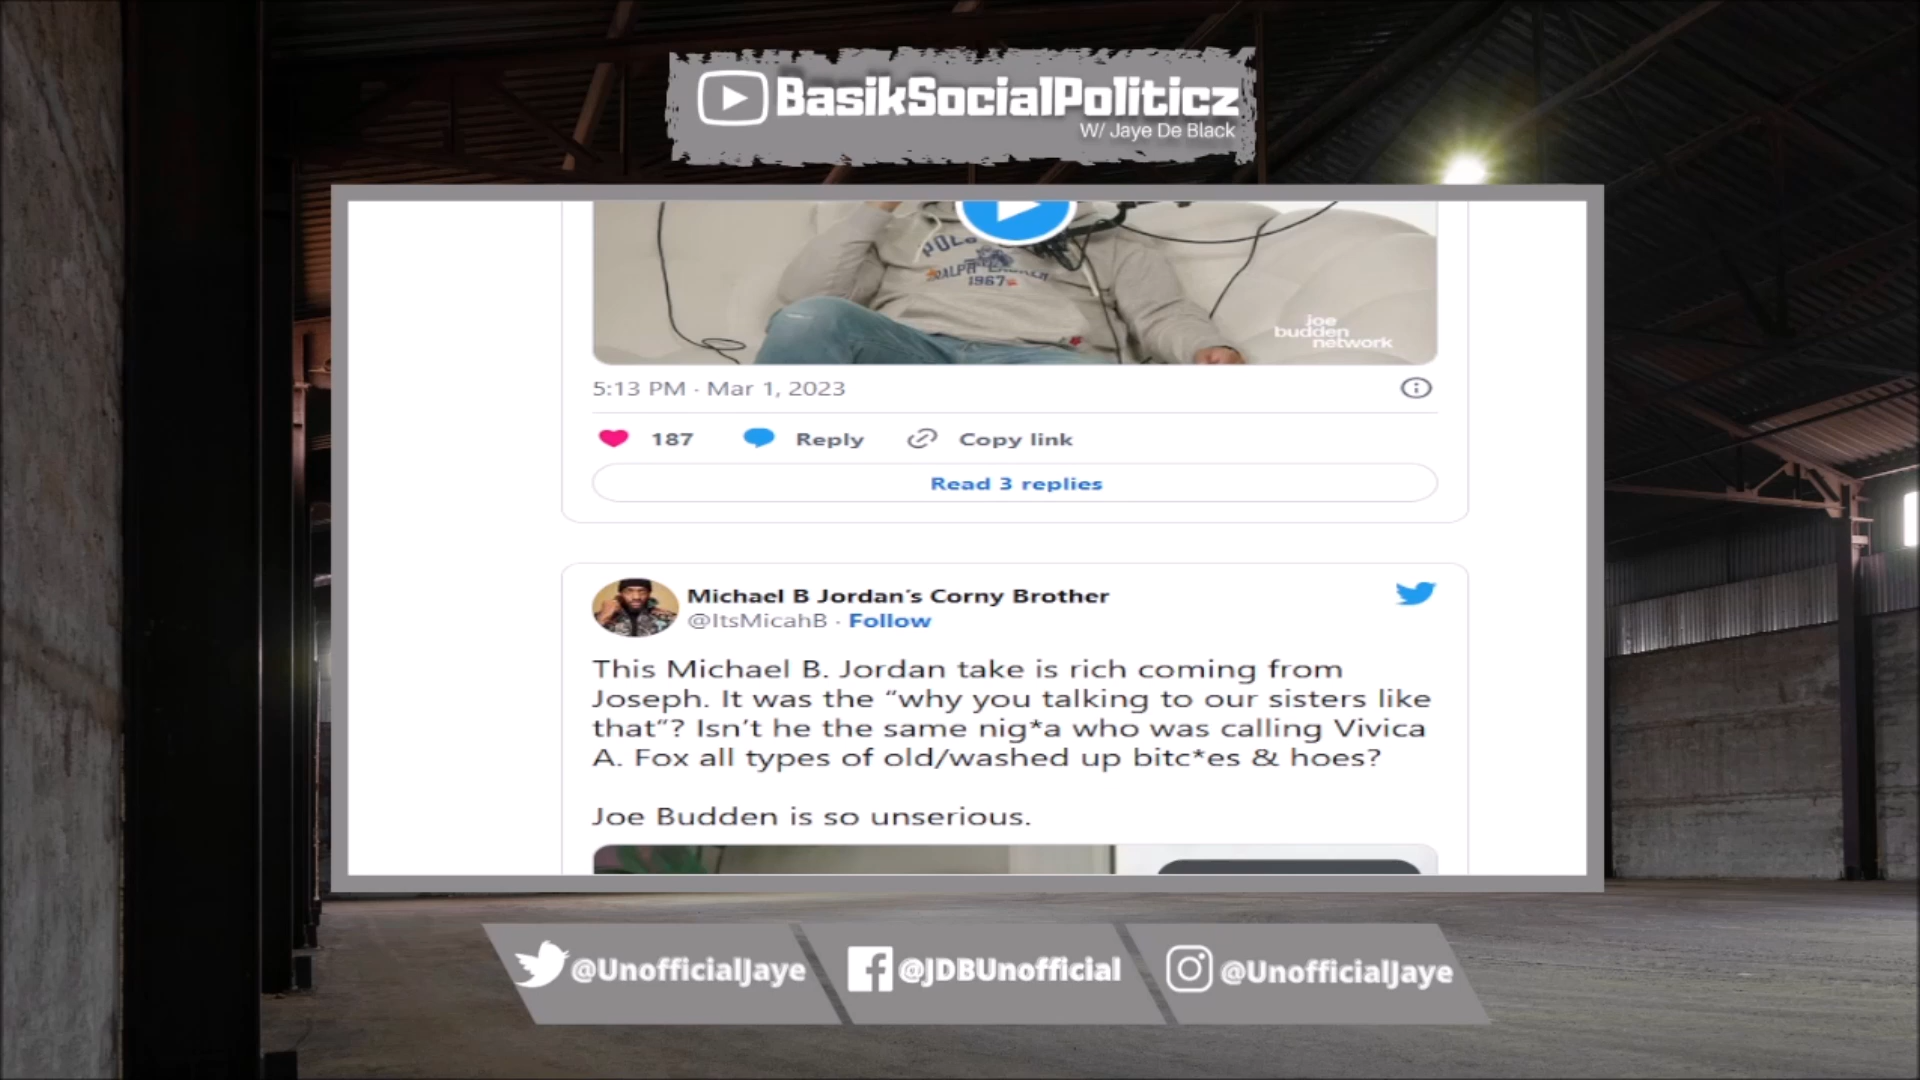 BasikSocialPoliticz
W/ Jaye De Black
POLO
RALPH LAUREN
1967
joe
budden
network
5:13 PM · Mar 1, 2023
187 Reply Copy link
Read 3 replies
Michael B Jordan's Corny Brother
@ItsMicahB · Follow
This Michael B. Jordan take is rich coming from
Joseph. It was the “why you talking to our sisters like
that”? Isn’t he the same nig*a who was calling Vivica
A. Fox all types of old/washed up bitc*es & hoes?
Joe Budden is so unserious.
@UnofficialJaye @JDBUnofficial @UnofficialJaye